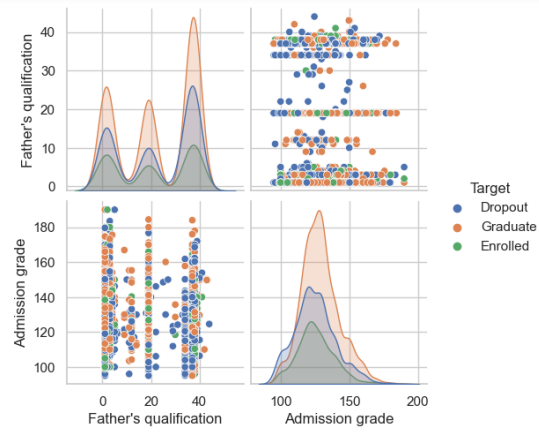 Father's qualification
40
30
20
10
0
Target
Dropout
Graduate
Enrolled
Admission grade
180
160
140
120
100
0
20
40
100
150
200
Father's qualification
Admission grade